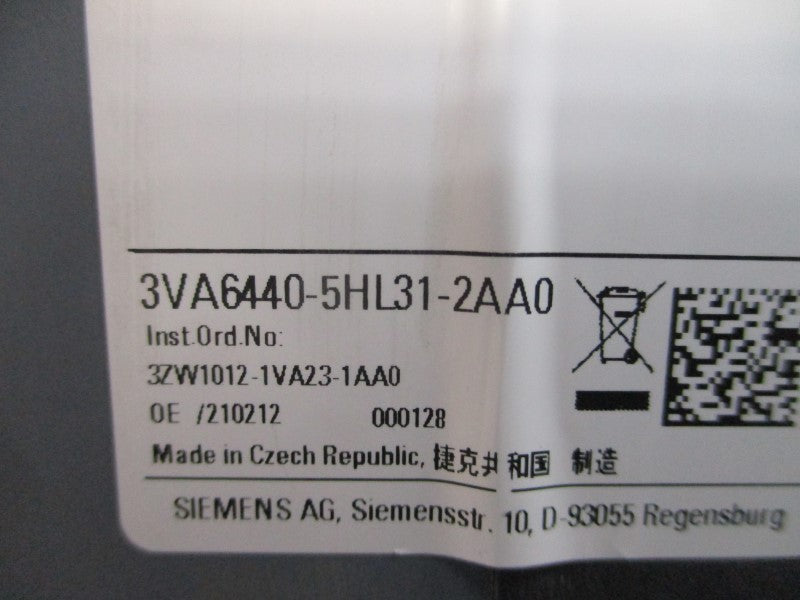 3VA6440-5HL31-2AA0
Inst.Ord.No:
3ZW1012-1VA23-1AA0
OE /210212 000128
Made in Czech Republic, 捷克共和国 制造
SIEMENS AG, Siemensstr. 10, D-93055 Regensburg